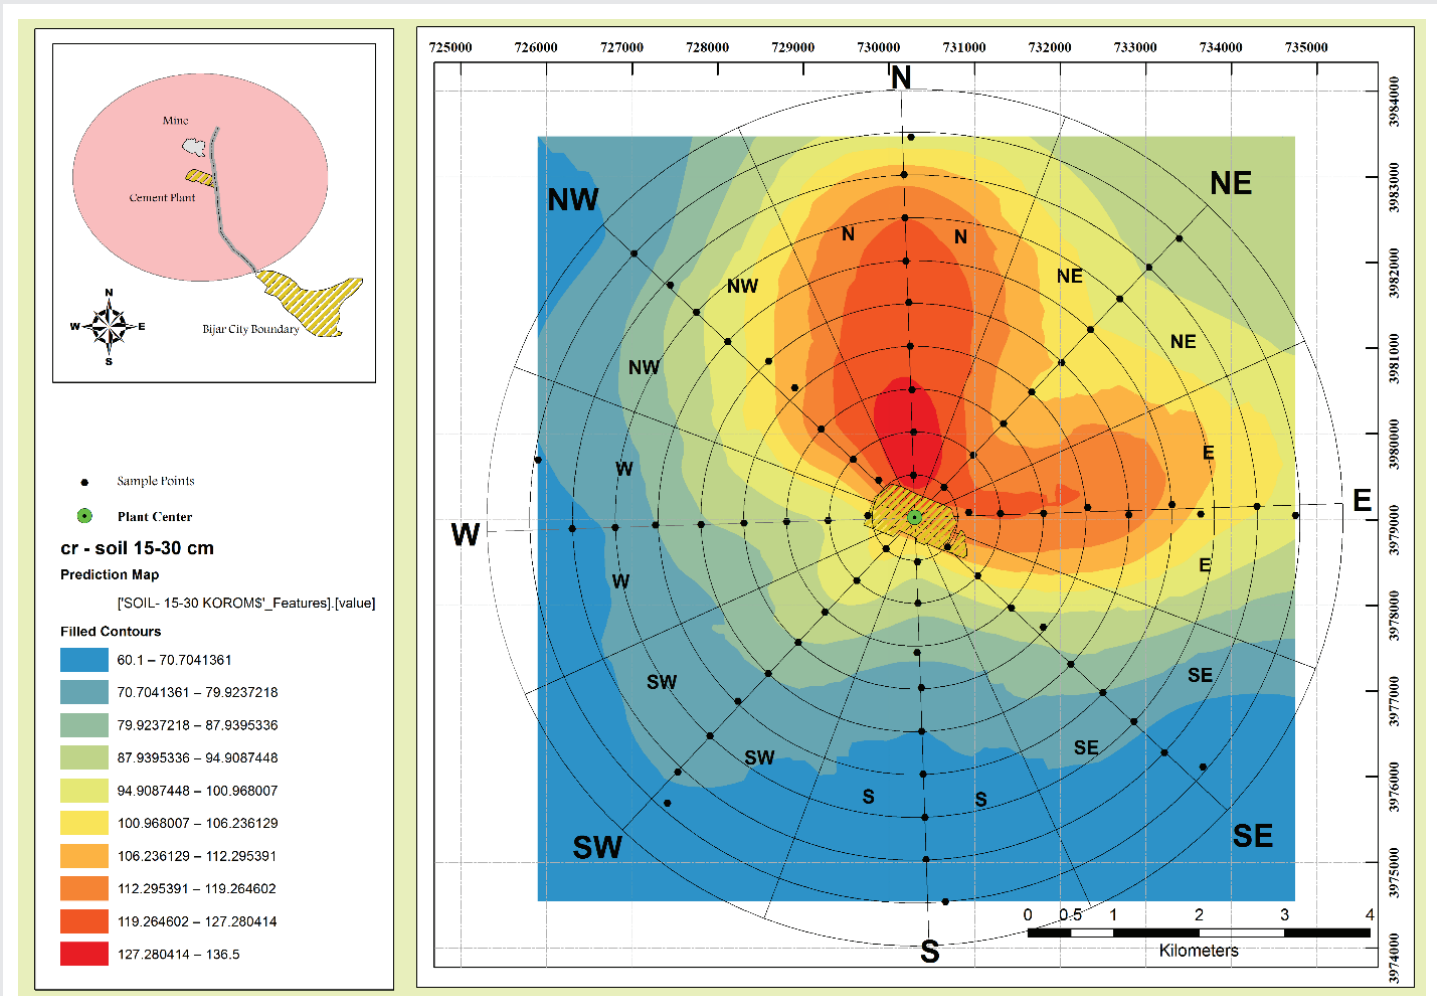 Mine
Cement Plant
N
W
E
S
Bijar City Boundary
Sample Points
Plant Center
cr - soil 15-30 cm
Prediction Map
['SOIL- 15-30 KOROM$'_Features].[value]
Filled Contours
60.1 – 70.7041361
70.7041361 – 79.9237218
79.9237218 – 87.9395336
87.9395336 – 94.9087448
94.9087448 – 100.968007
100.968007 – 106.236129
106.236129 – 112.295391
112.295391 – 119.264602
119.264602 – 127.280414
127.280414 – 136.5
725000 726000 727000 728000 729000 730000 731000 732000 733000 734000 735000
N
3984000
3983000
NW
NE
N
N
3982000
NW
NE
NE
3981000
NW
3980000
E
W
E
W
3979000
E
W
3978000
SE
SW
3977000
SE
SW
3976000
S
S
SW
SE
3975000
0 0.5 1 2 3 4
Kilometers
S
3974000